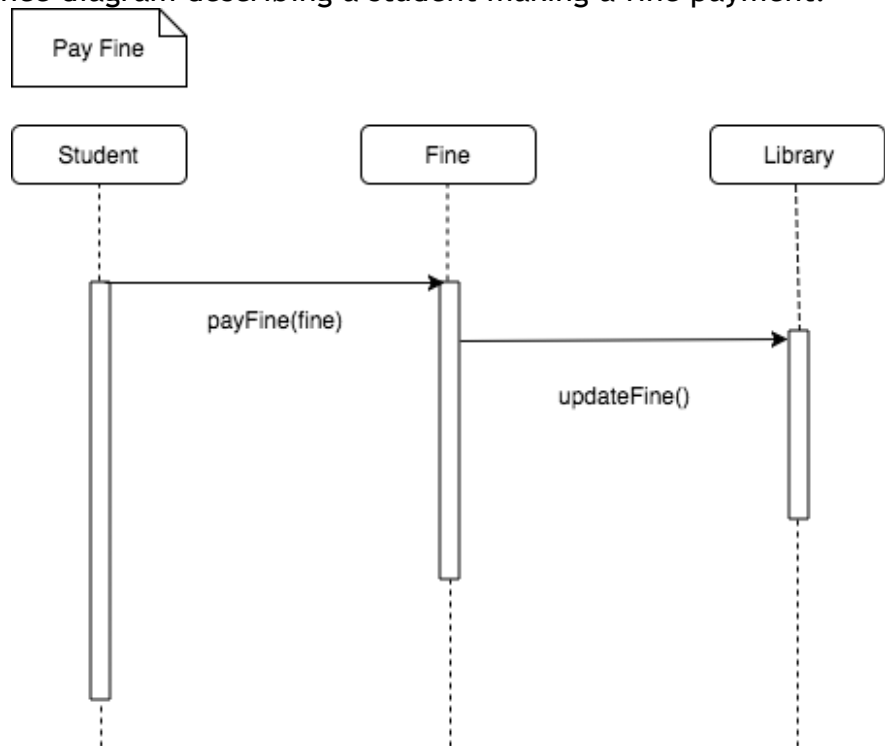 diagram describing a student making a fine payment.
Pay Fine
Student
Fine
Library
payFine(fine)
updateFine()